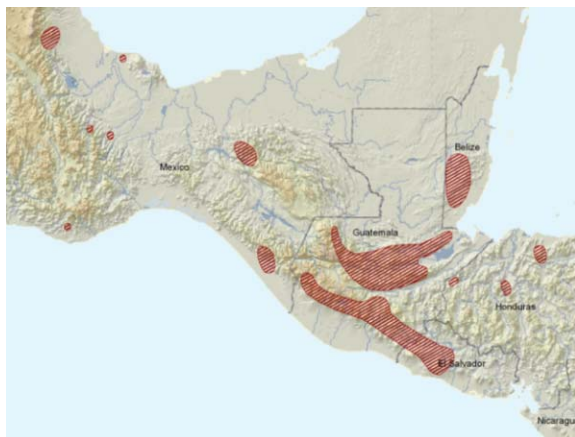 Belize
Mexico
Guatemala
Honduras
El Salvador
Nicaragu